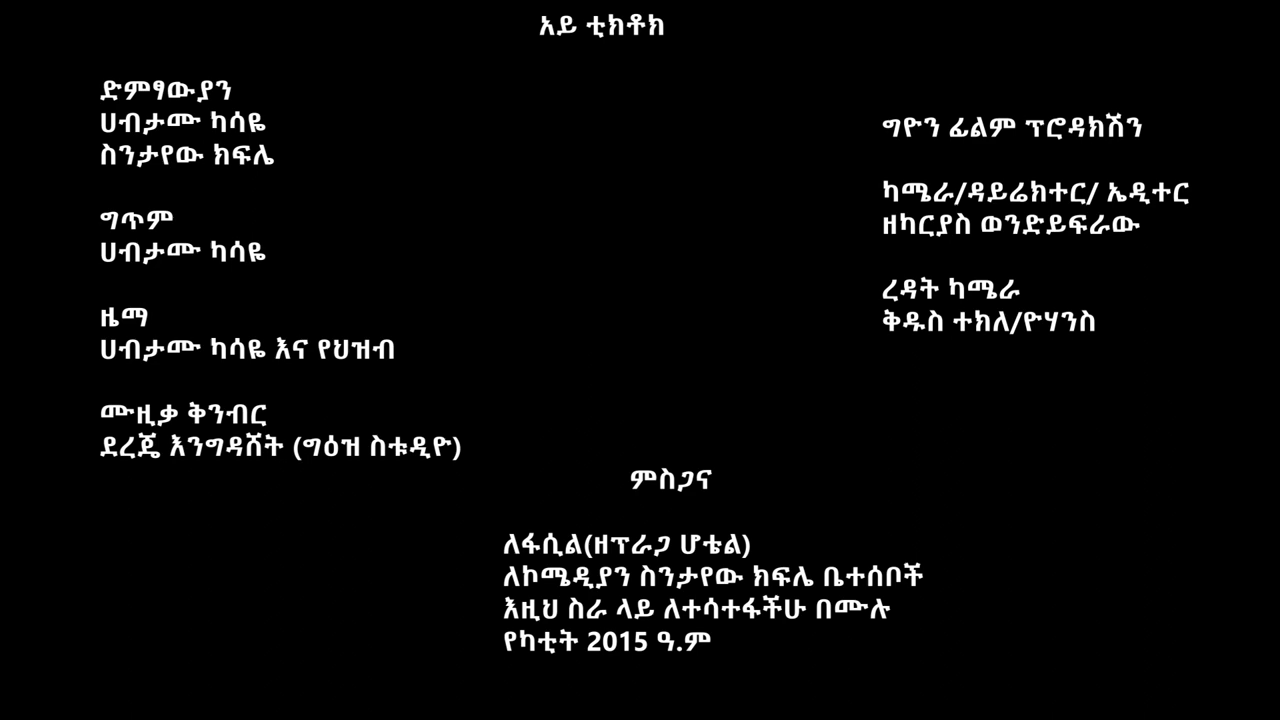 አይ ቲክቶክ
ድምፃውያን
ሀብታሙ ካሳዬ
ስንታየው ክፍሌ
ግጥም
ሀብታሙ ካሳዬ
ዜማ
ሀብታሙ ካሳዬ እና የህዝብ
ሙዚቃ ቅንብር
ደረጄ እንግዳሸት (ግዕዝ ስቱዲዮ)
ግዮን ፊልም ፕሮዳክሽን
ካሜራ/ዳይሬክተር/ ኤዲተር
ዘካርያስ ወንድይፍራው
ረዳት ካሜራ
ቅዱስ ተክለ/ዮሃንስ
ምስጋና
ለፋሲል(ዘፕራጋ ሆቴል)
ለኮሜዲያን ስንታየው ክፍሌ ቤተሰቦች
እዚህ ስራ ላይ ለተሳተፋችሁ በሙሉ
የካቲት 2015 ዓ.ም